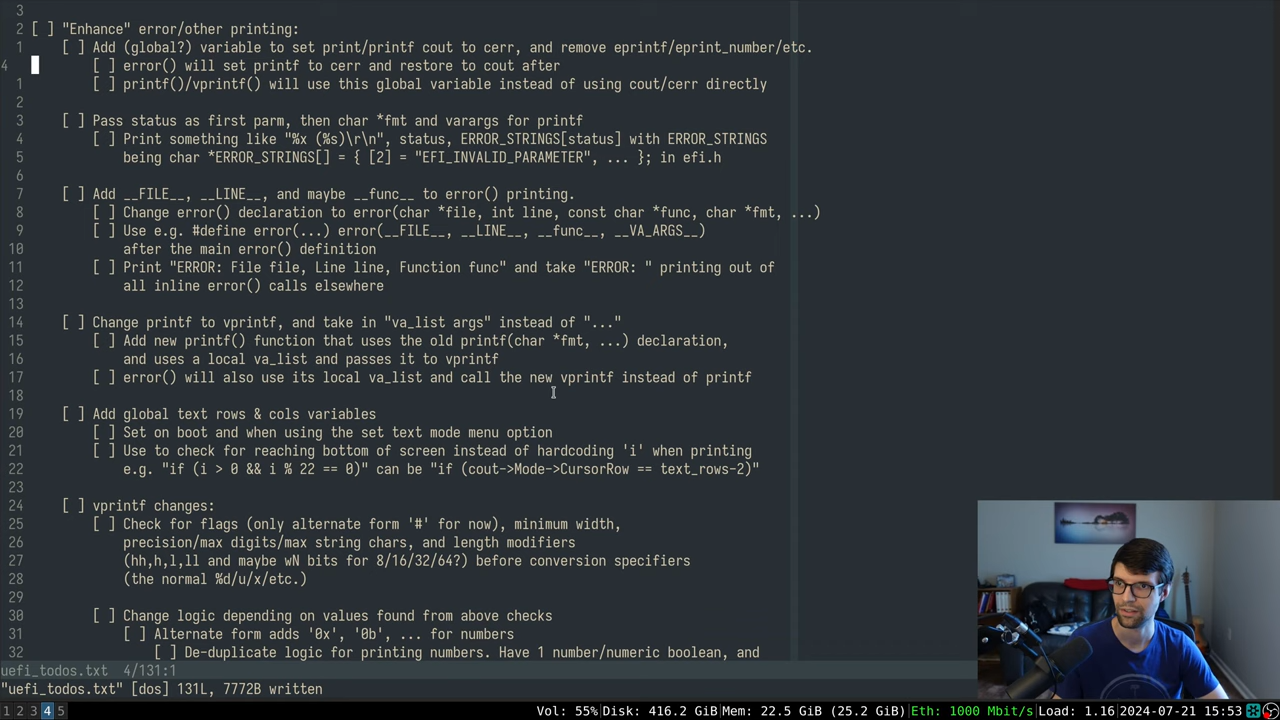 3
2 [ ] "Enhance" error/other printing:
1 [ ] Add (global?) variable to set print/printf cout to cerr, and remove eprintf/eprint_number/etc.
4 [ ] error() will set printf to cerr and restore to cout after
1 [ ] printf()/vprintf() will use this global variable instead of using cout/cerr directly
2
3 [ ] Pass status as first parm, then char *fmt and varargs for printf
4 [ ] Print something like "%x (%s)\r\n", status, ERROR_STRINGS[status] with ERROR_STRINGS
5 being char *ERROR_STRINGS[] = { [2] = "EFI_INVALID_PARAMETER", ... }; in efi.h
6
7 [ ] Add __FILE__, __LINE__, and maybe __func__ to error() printing.
8 [ ] Change error() declaration to error(char *file, int line, const char *func, char *fmt, ...)
9 [ ] Use e.g. #define error(...) error(__FILE__, __LINE__, __func__, __VA_ARGS__)
10 after the main error() definition
11 [ ] Print "ERROR: File file, Line line, Function func" and take "ERROR: " printing out of
12 all inline error() calls elsewhere
13
14 [ ] Change printf to vprintf, and take in "va_list args" instead of "..."
15 [ ] Add new printf() function that uses the old printf(char *fmt, ...) declaration,
16 and uses a local va_list and passes it to vprintf
17 [ ] error() will also use its local va_list and call the new vprintf instead of printf
18
19 [ ] Add global text rows & cols variables
20 [ ] Set on boot and when using the set text mode menu option
21 [ ] Use to check for reaching bottom of screen instead of hardcoding 'i' when printing
22 e.g. "if (i > 0 && i % 22 == 0)" can be "if (cout->Mode->CursorRow == text_rows-2)"
23
24 [ ] vprintf changes:
25 [ ] Check for flags (only alternate form '#' for now), minimum width,
26 precision/max digits/max string chars, and length modifiers
27 (hh,h,l,ll and maybe wN bits for 8/16/32/64?) before conversion specifiers
28 (the normal %d/u/x/etc.)
29
30 [ ] Change logic depending on values found from above checks
31 [ ] Alternate form adds '0x', '0b', ... for numbers
32 [ ] De-duplicate logic for printing numbers. Have 1 number/numeric boolean, and
uefi_todos.txt 4/131:1
"uefi_todos.txt" [dos] 131L, 7772B written
1 2 3 4 5 Vol: 55% Disk: 416.2 GiB Mem: 22.5 GiB (25.2 GiB) Eth: 1000 Mbit/s Load: 1.16 2024-07-21 15:53